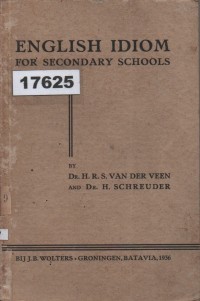 ENGLISH IDIOM
FOR SECONDARY SCHOOLS
17625
BY
DR. H. R. S. VAN DER VEEN
AND DR. H. SCHREUDER
BIJ J.B. WOLTERS - GRONINGEN, BATAVIA, 1936